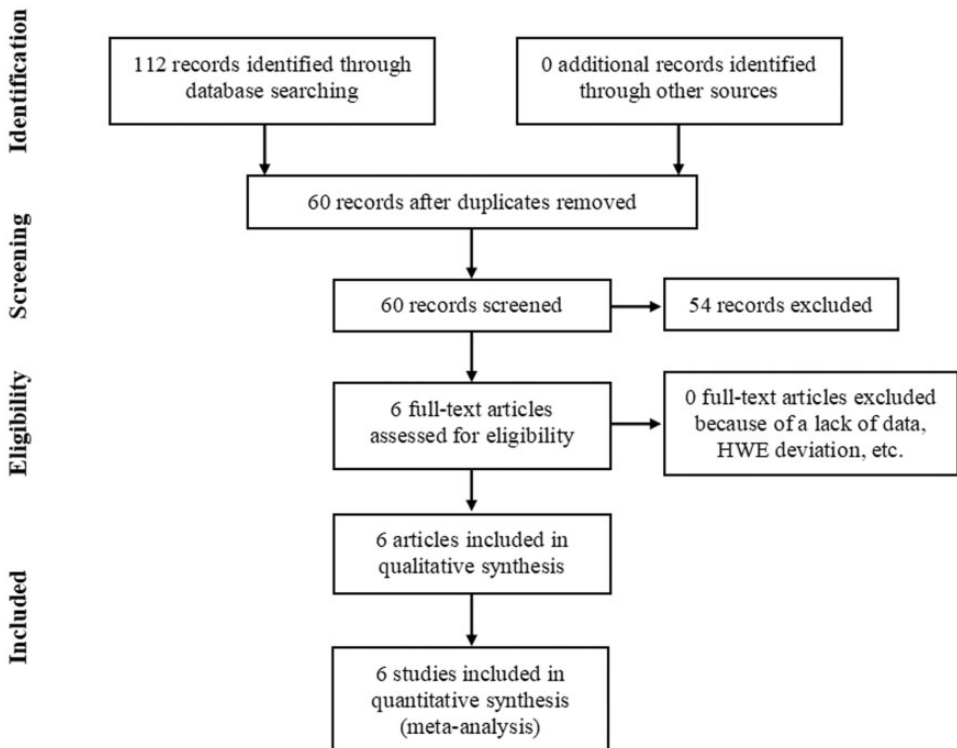 Identification
112 records identified through
database searching
0 additional records identified
through other sources
60 records after duplicates removed
Screening
60 records screened
54 records excluded
Eligibility
6 full-text articles
assessed for eligibility
0 full-text articles excluded
because of a lack of data,
HWE deviation, etc.
Included
6 articles included in
qualitative synthesis
6 studies included in
quantitative synthesis
(meta-analysis)